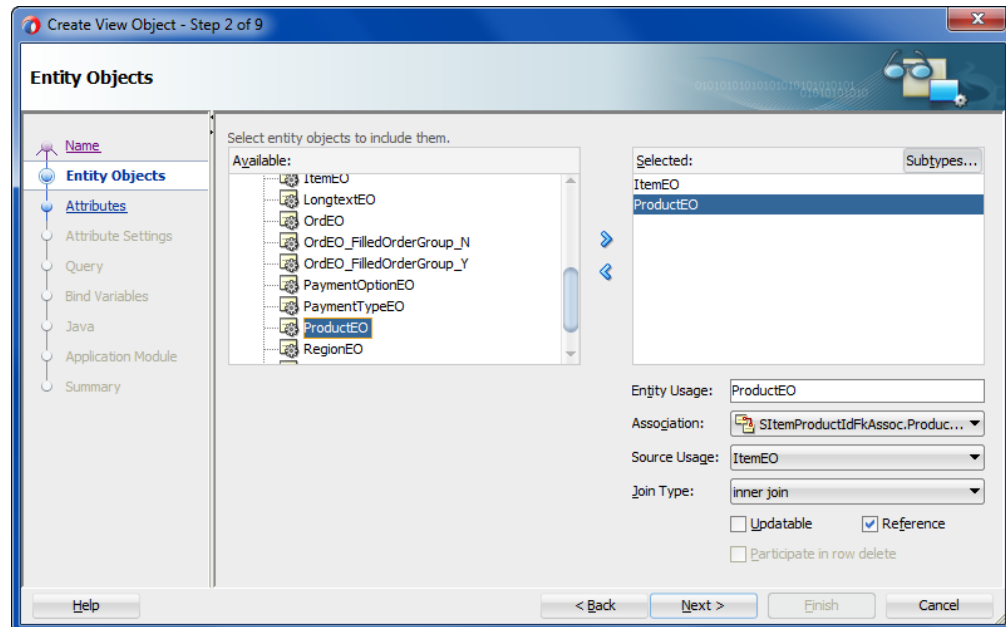 Create View Object - Step 2 of 9
Entity Objects
Name
Entity Objects
Attributes
Attribute Settings
Query
Bind Variables
Java
Application Module
Summary
Select entity objects to include them.
Available:
ItemEO
LongtextEO
OrdEO
OrdEO_FilledOrderGroup_N
OrdEO_FilledOrderGroup_Y
PaymentOptionEO
PaymentTypeEO
ProductEO
RegionEO
Selected:
Subtypes...
ItemEO
ProductEO
Entity Usage: ProductEO
Association: SItemProductIdFkAssoc.Produc...
Source Usage: ItemEO
Join Type: inner join
Updatable Reference
Participate in row delete
Help < Back Next > Finish Cancel